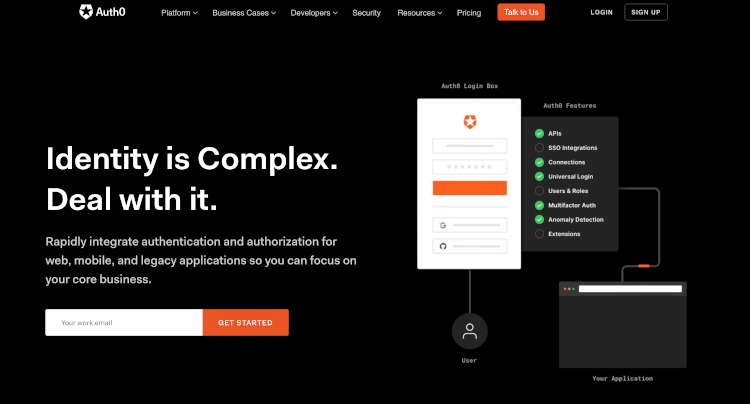 Auth0
Platform
Business Cases
Developers
Security
Resources
Pricing
Talk to Us
LOGIN
SIGN UP
Identity is Complex.
Deal with it.
Rapidly integrate authentication and authorization for
web, mobile, and legacy applications so you can focus on
your core business.
Your work email
GET STARTED
Auth0 Login Box
Auth0 Features
APIs
SSO Integrations
Connections
Universal Login
Users & Roles
Multifactor Auth
Anomaly Detection
Extensions
User
Your Application